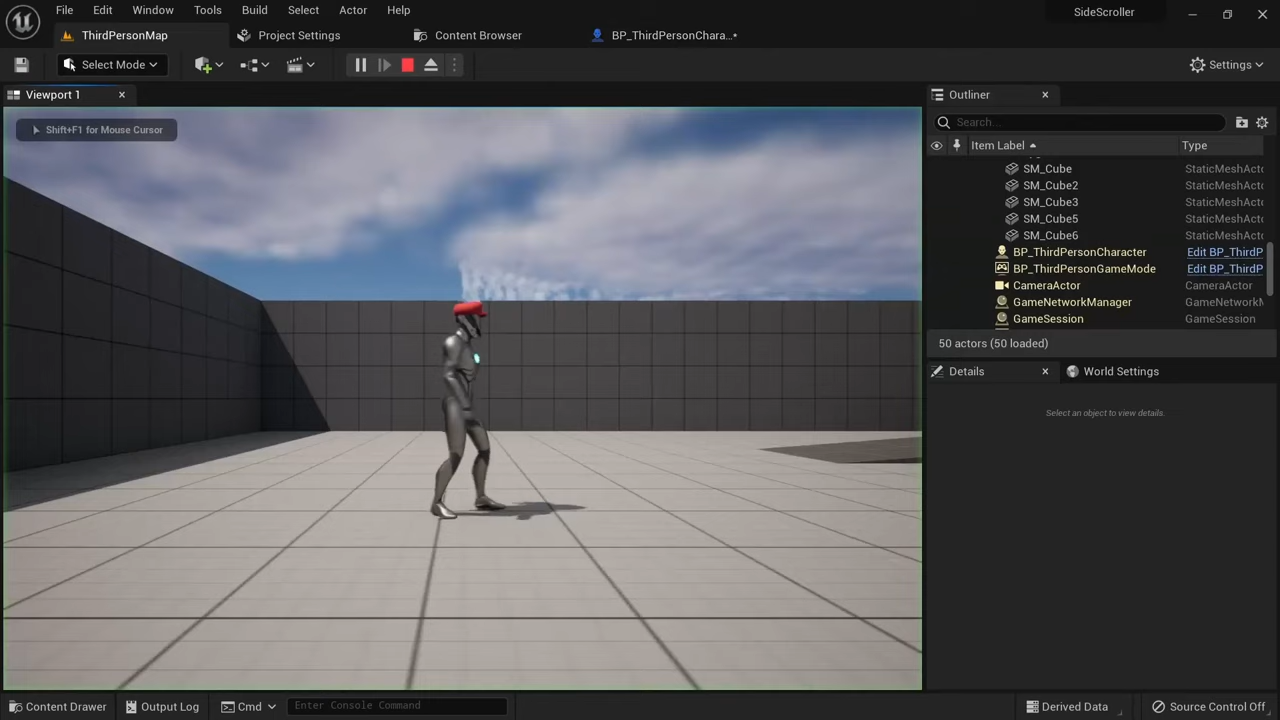 File Edit Window Tools Build Select Actor Help
SideScroller
ThirdPersonMap
Project Settings
Content Browser
BP_ThirdPersonChara...•
Select Mode
Settings
Viewport 1
Outliner
Shift+F1 for Mouse Cursor
Search...
Item Label Type
SM_Cube StaticMeshActo
SM_Cube2 StaticMeshActo
SM_Cube3 StaticMeshActo
SM_Cube5 StaticMeshActo
SM_Cube6 StaticMeshActo
BP_ThirdPersonCharacter Edit BP_ThirdP
BP_ThirdPersonGameMode Edit BP_ThirdP
CameraActor CameraActor
GameNetworkManager GameNetworkM
GameSession GameSession
50 actors (50 loaded)
Details World Settings
Select an object to view details.
Content Drawer
Output Log
Cmd
Enter Console Command
Derived Data
Source Control Off